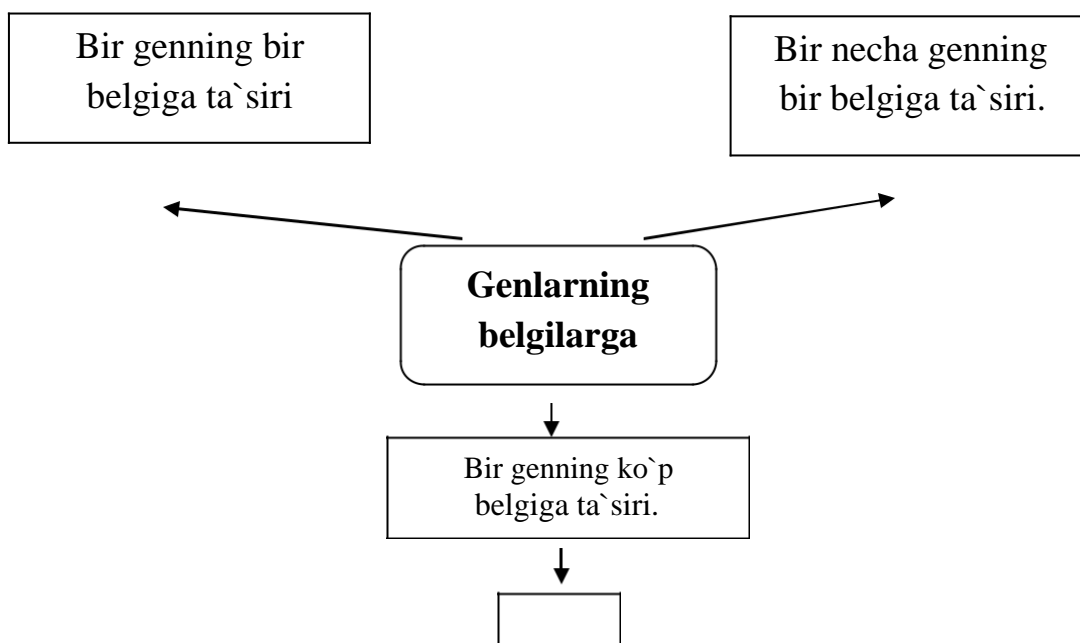 Bir genning bir
belgiga ta`siri
Bir necha genning
bir belgiga ta`siri.
Genlarning
belgilarga
Bir genning ko`p
belgiga ta`siri.